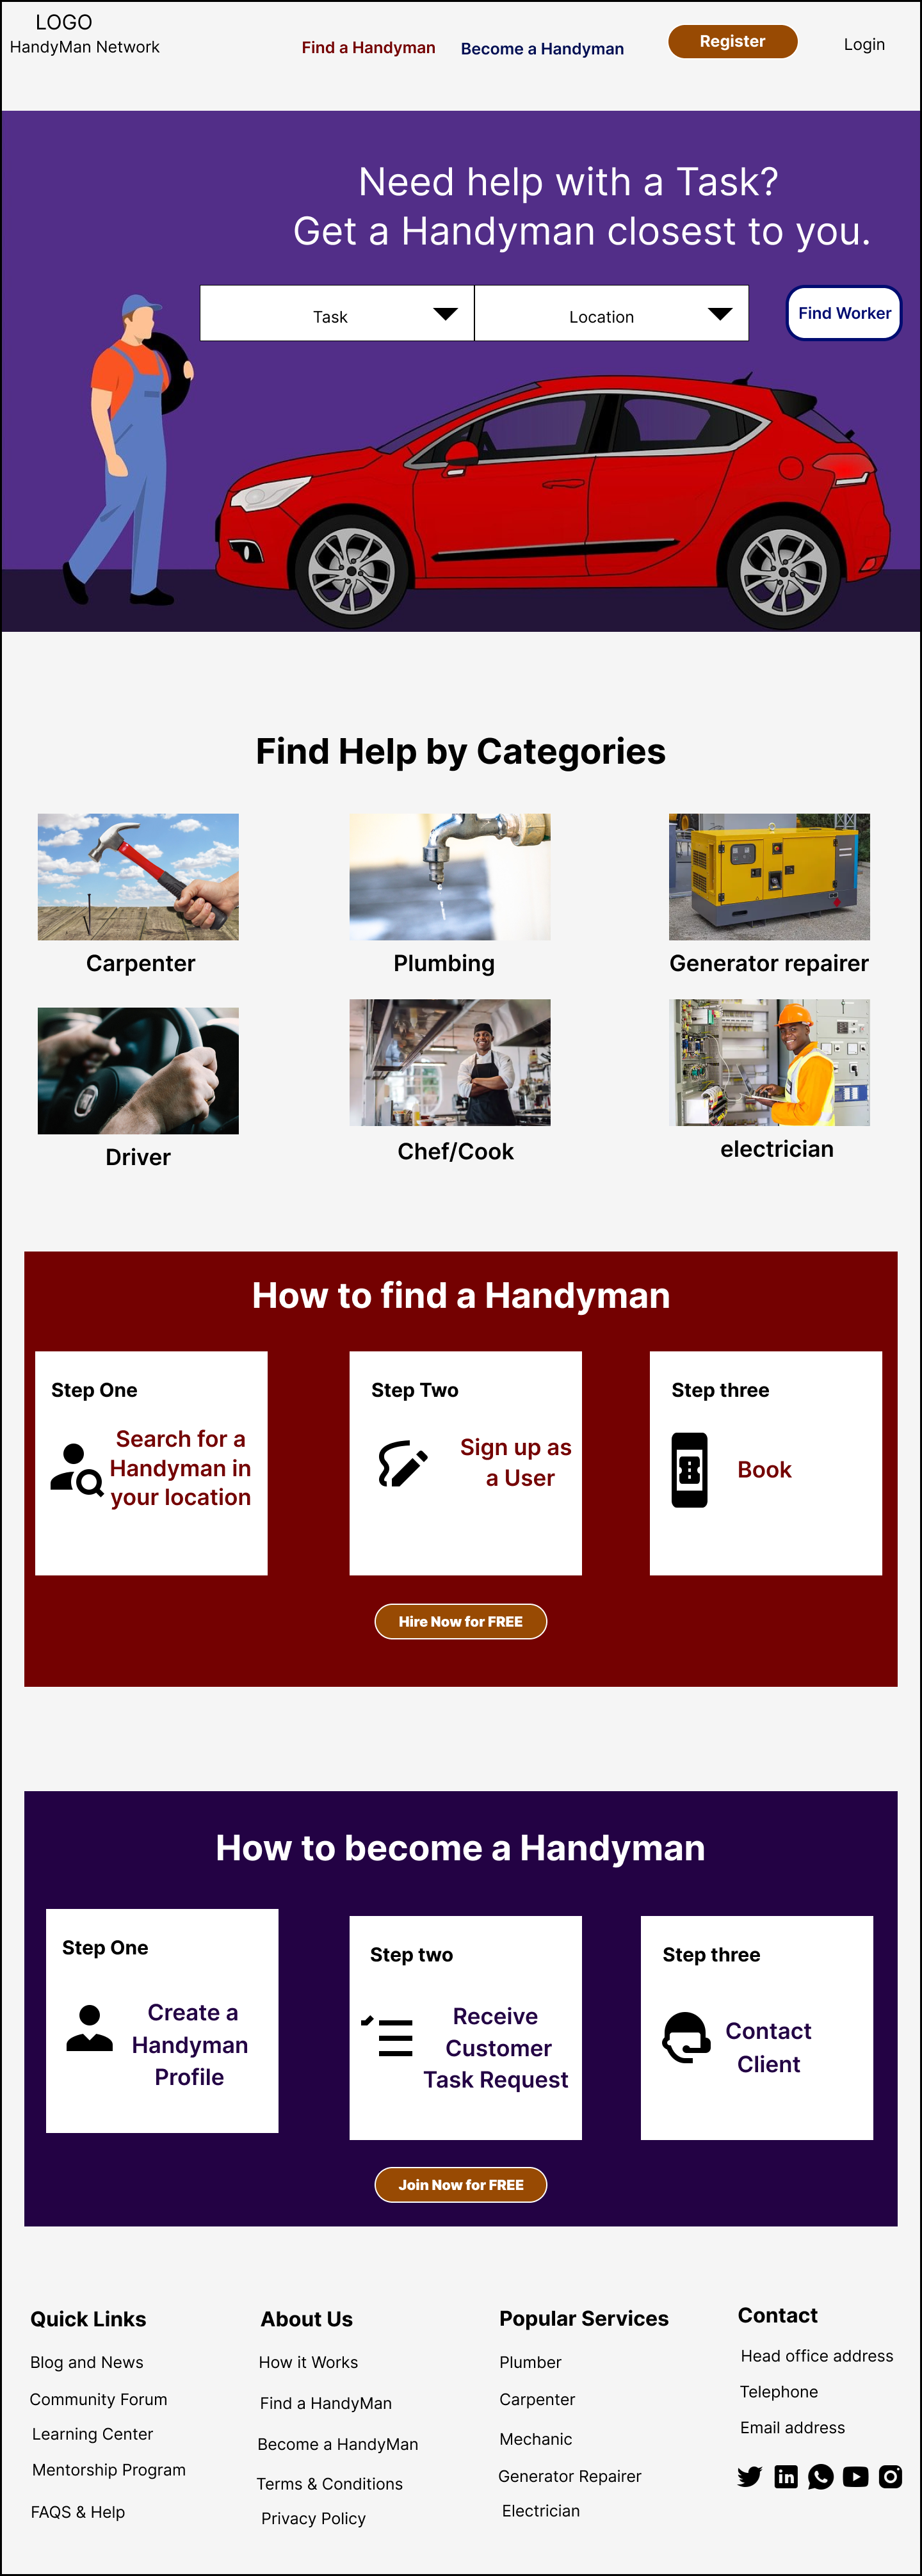 LOGO
HandyMan Network
Find a Handyman
Become a Handyman
Register
Login
Need help with a Task?
Get a Handyman closest to you.
Task
Location
Find Worker
Find Help by Categories
Carpenter
Plumbing
Generator repairer
Driver
Chef/Cook
electrician
How to find a Handyman
Step One
Search for a
Handyman in
your location
Step Two
Sign up as
a User
Step three
Book
Hire Now for FREE
How to become a Handyman
Step One
Create a
Handyman
Profile
Step two
Receive
Customer
Task Request
Step three
Contact
Client
Join Now for FREE
Quick Links
Blog and News
Community Forum
Learning Center
Mentorship Program
FAQS & Help
About Us
How it Works
Find a HandyMan
Become a HandyMan
Terms & Conditions
Privacy Policy
Popular Services
Plumber
Carpenter
Mechanic
Generator Repairer
Electrician
Contact
Head office address
Telephone
Email address